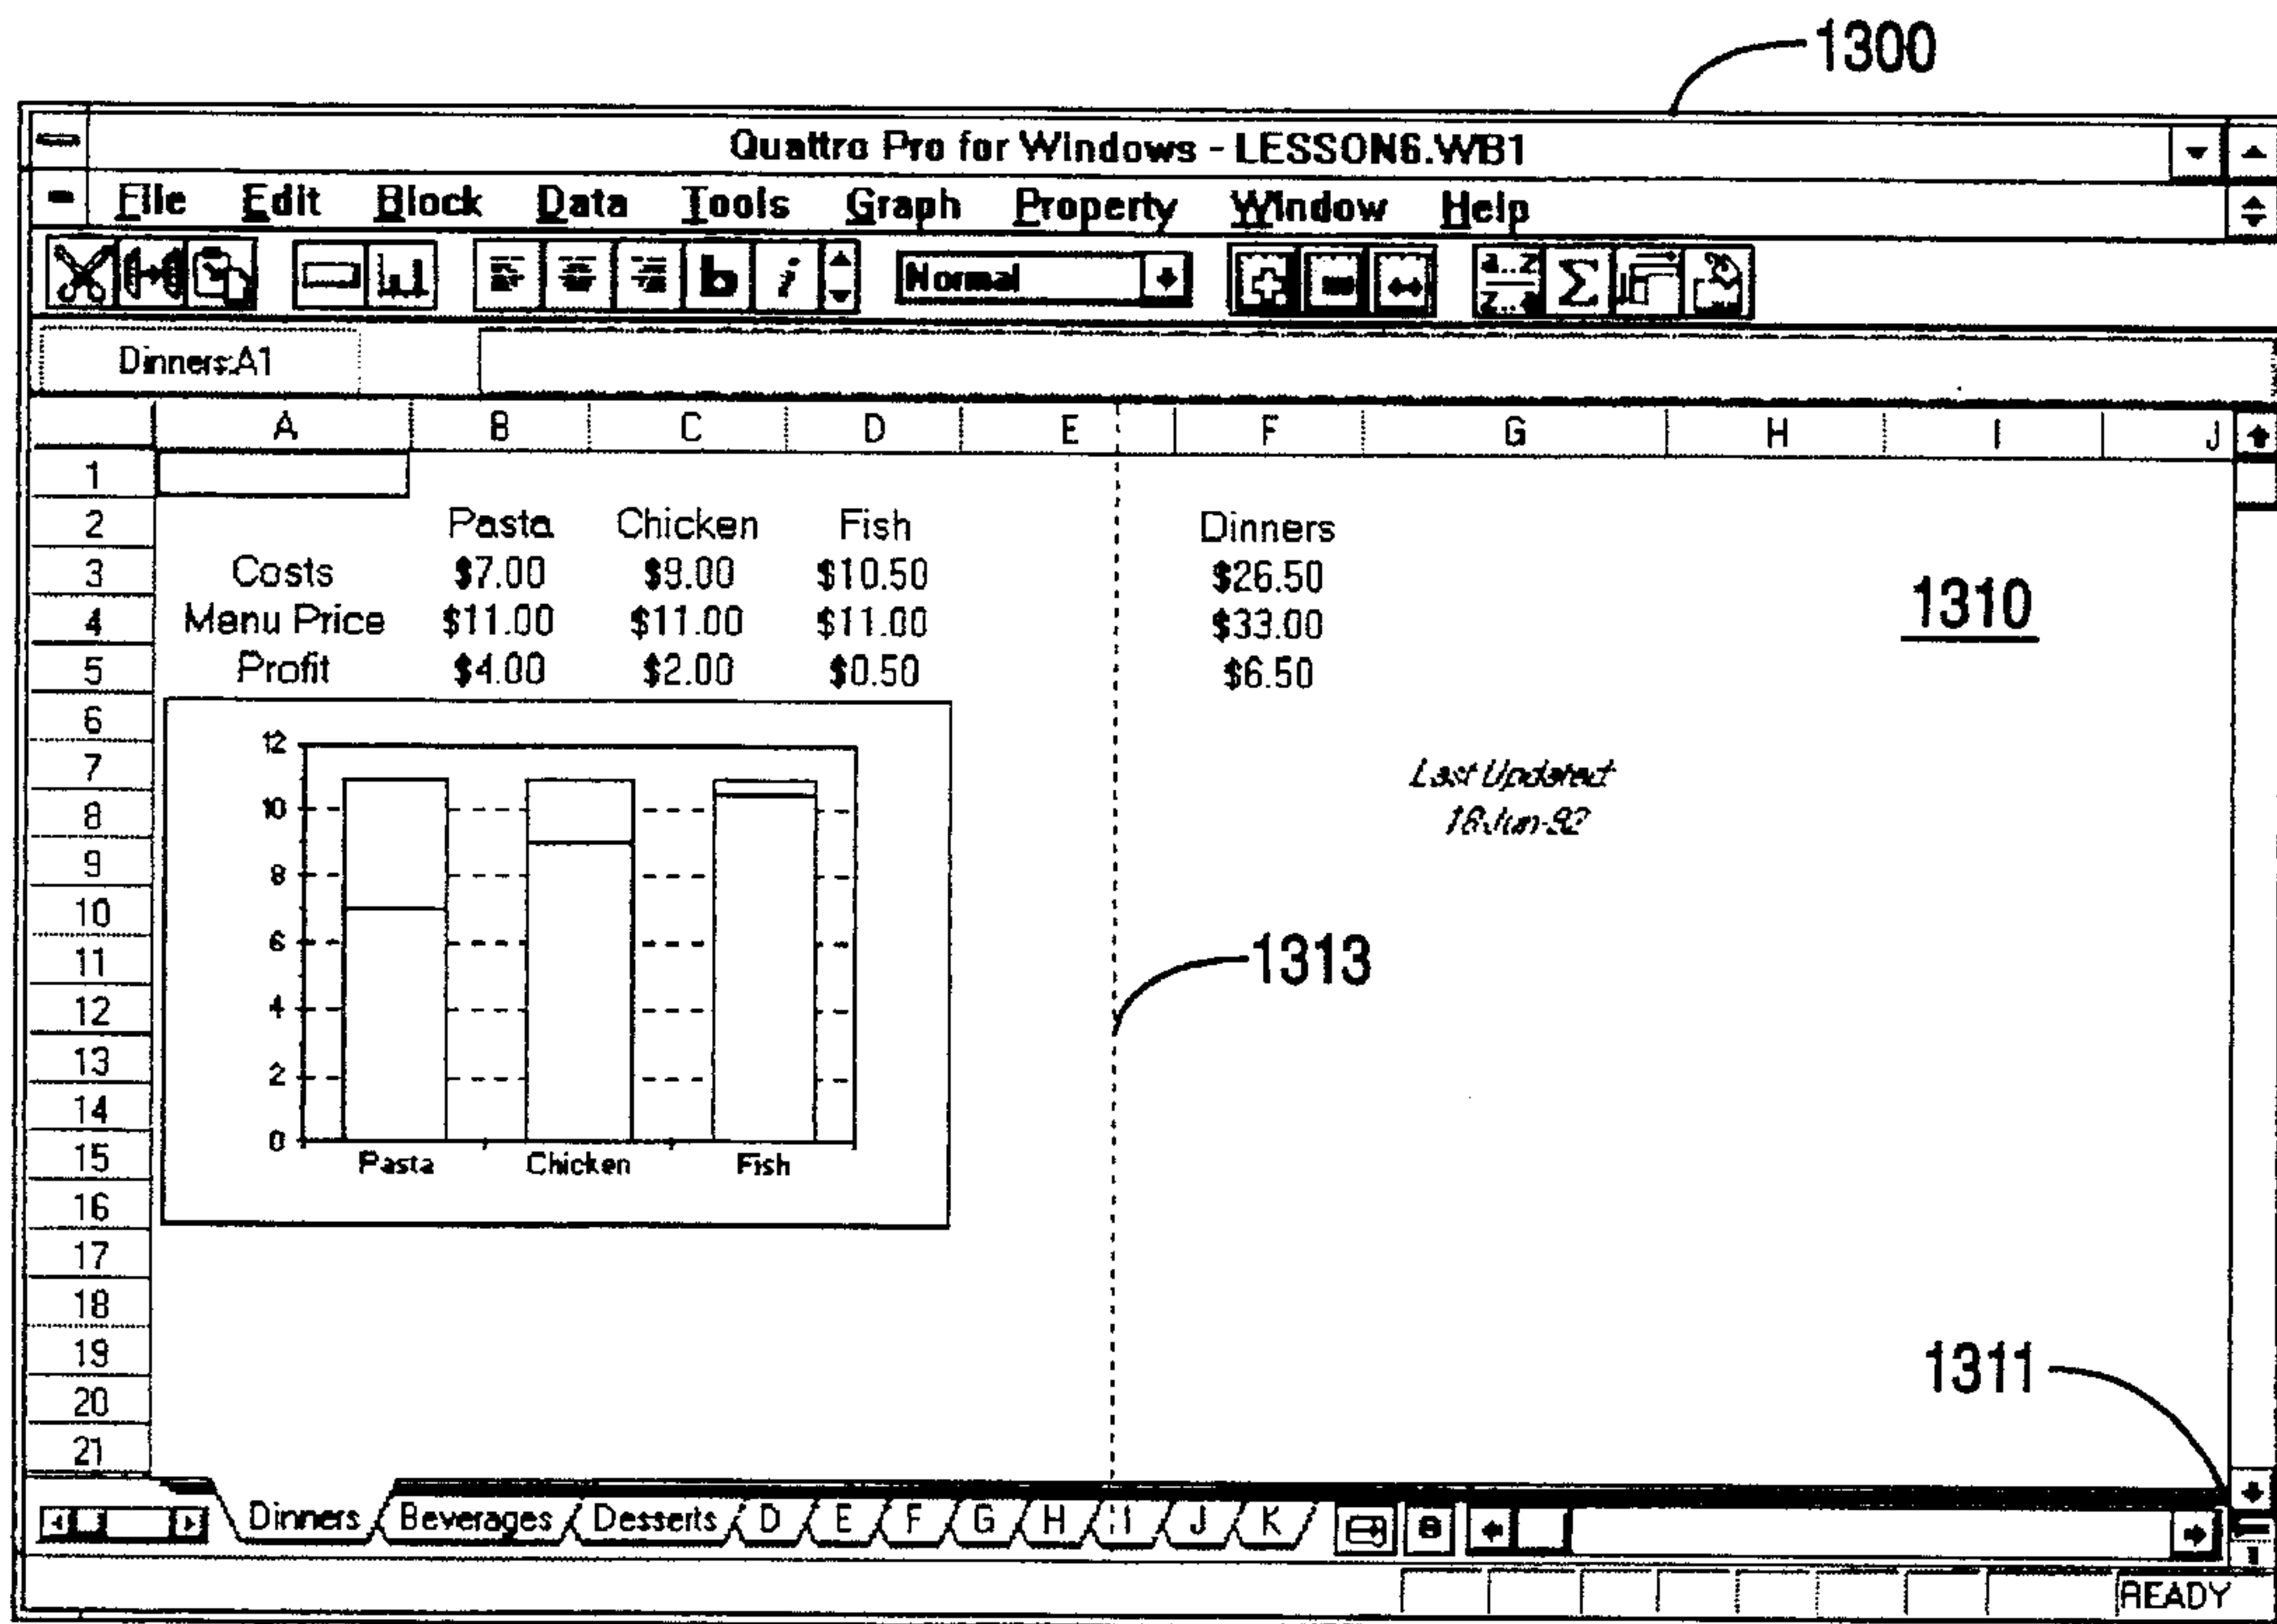 1300
Quattro Pro for Windows - LESSON6.WB1
File Edit Block Data Tools Graph Property Window Help
b i Normal a..z z..a Σ
Dinners:A1
A B C D E F G H I J
1
2 Pasta Chicken Fish Dinners
3 Costs $7.00 $9.00 $10.50 $26.50
4 Menu Price $11.00 $11.00 $11.00 $33.00
5 Profit $4.00 $2.00 $0.50 $6.50
1310
6
7
8
9
10
11
12
13
14
15
16
17
18
19
20
21
12
10
8
6
4
2
0
Pasta Chicken Fish
Last Updated:
18-Jun-92
1313
1311
Dinners Beverages Desserts D E F G H I J K
READY